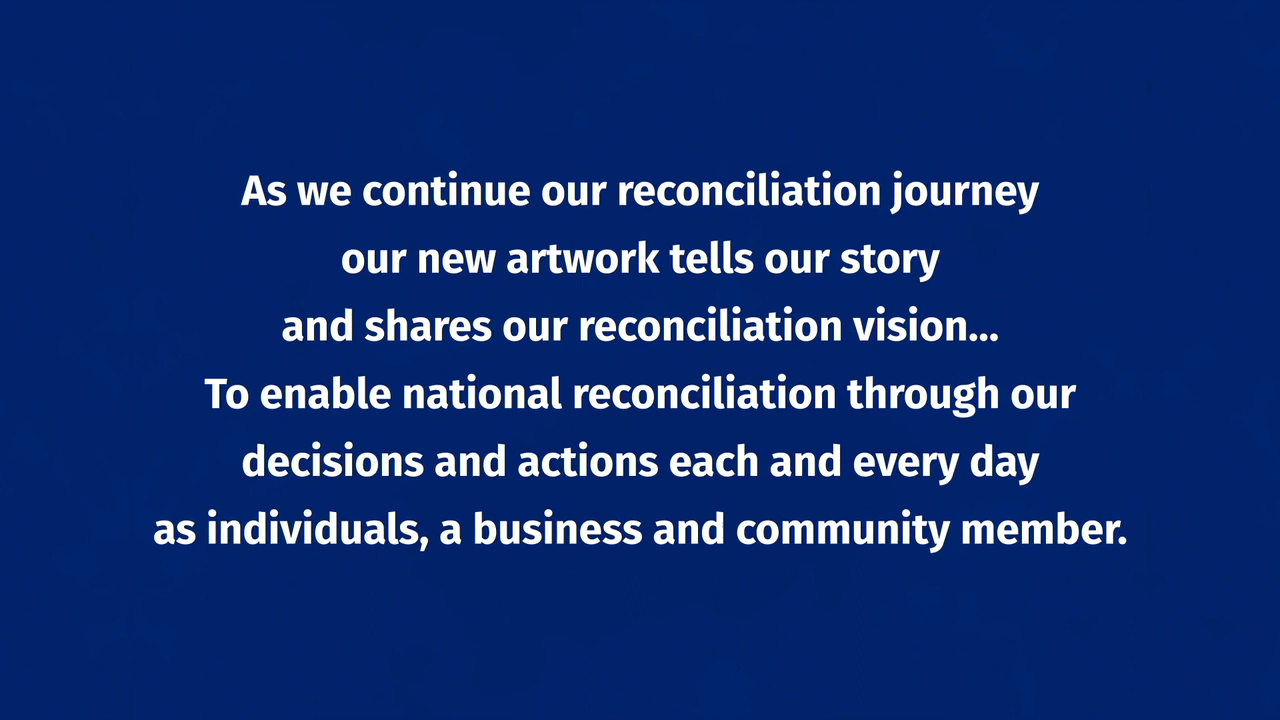 As we continue our reconciliation journey
our new artwork tells our story
and shares our reconciliation vision...
To enable national reconciliation through our
decisions and actions each and every day
as individuals, a business and community member.